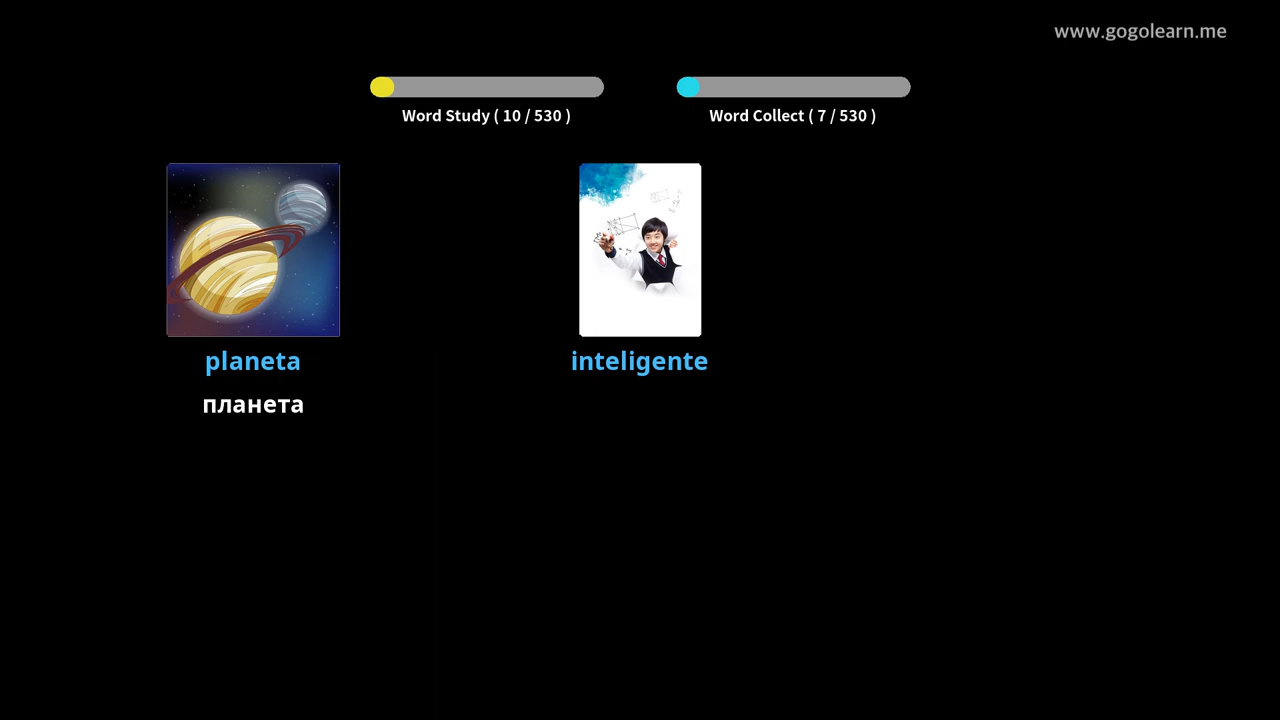 www.gogolearn.me
Word Study ( 10 / 530 )
Word Collect ( 7 / 530 )
planeta
inteligente
планета